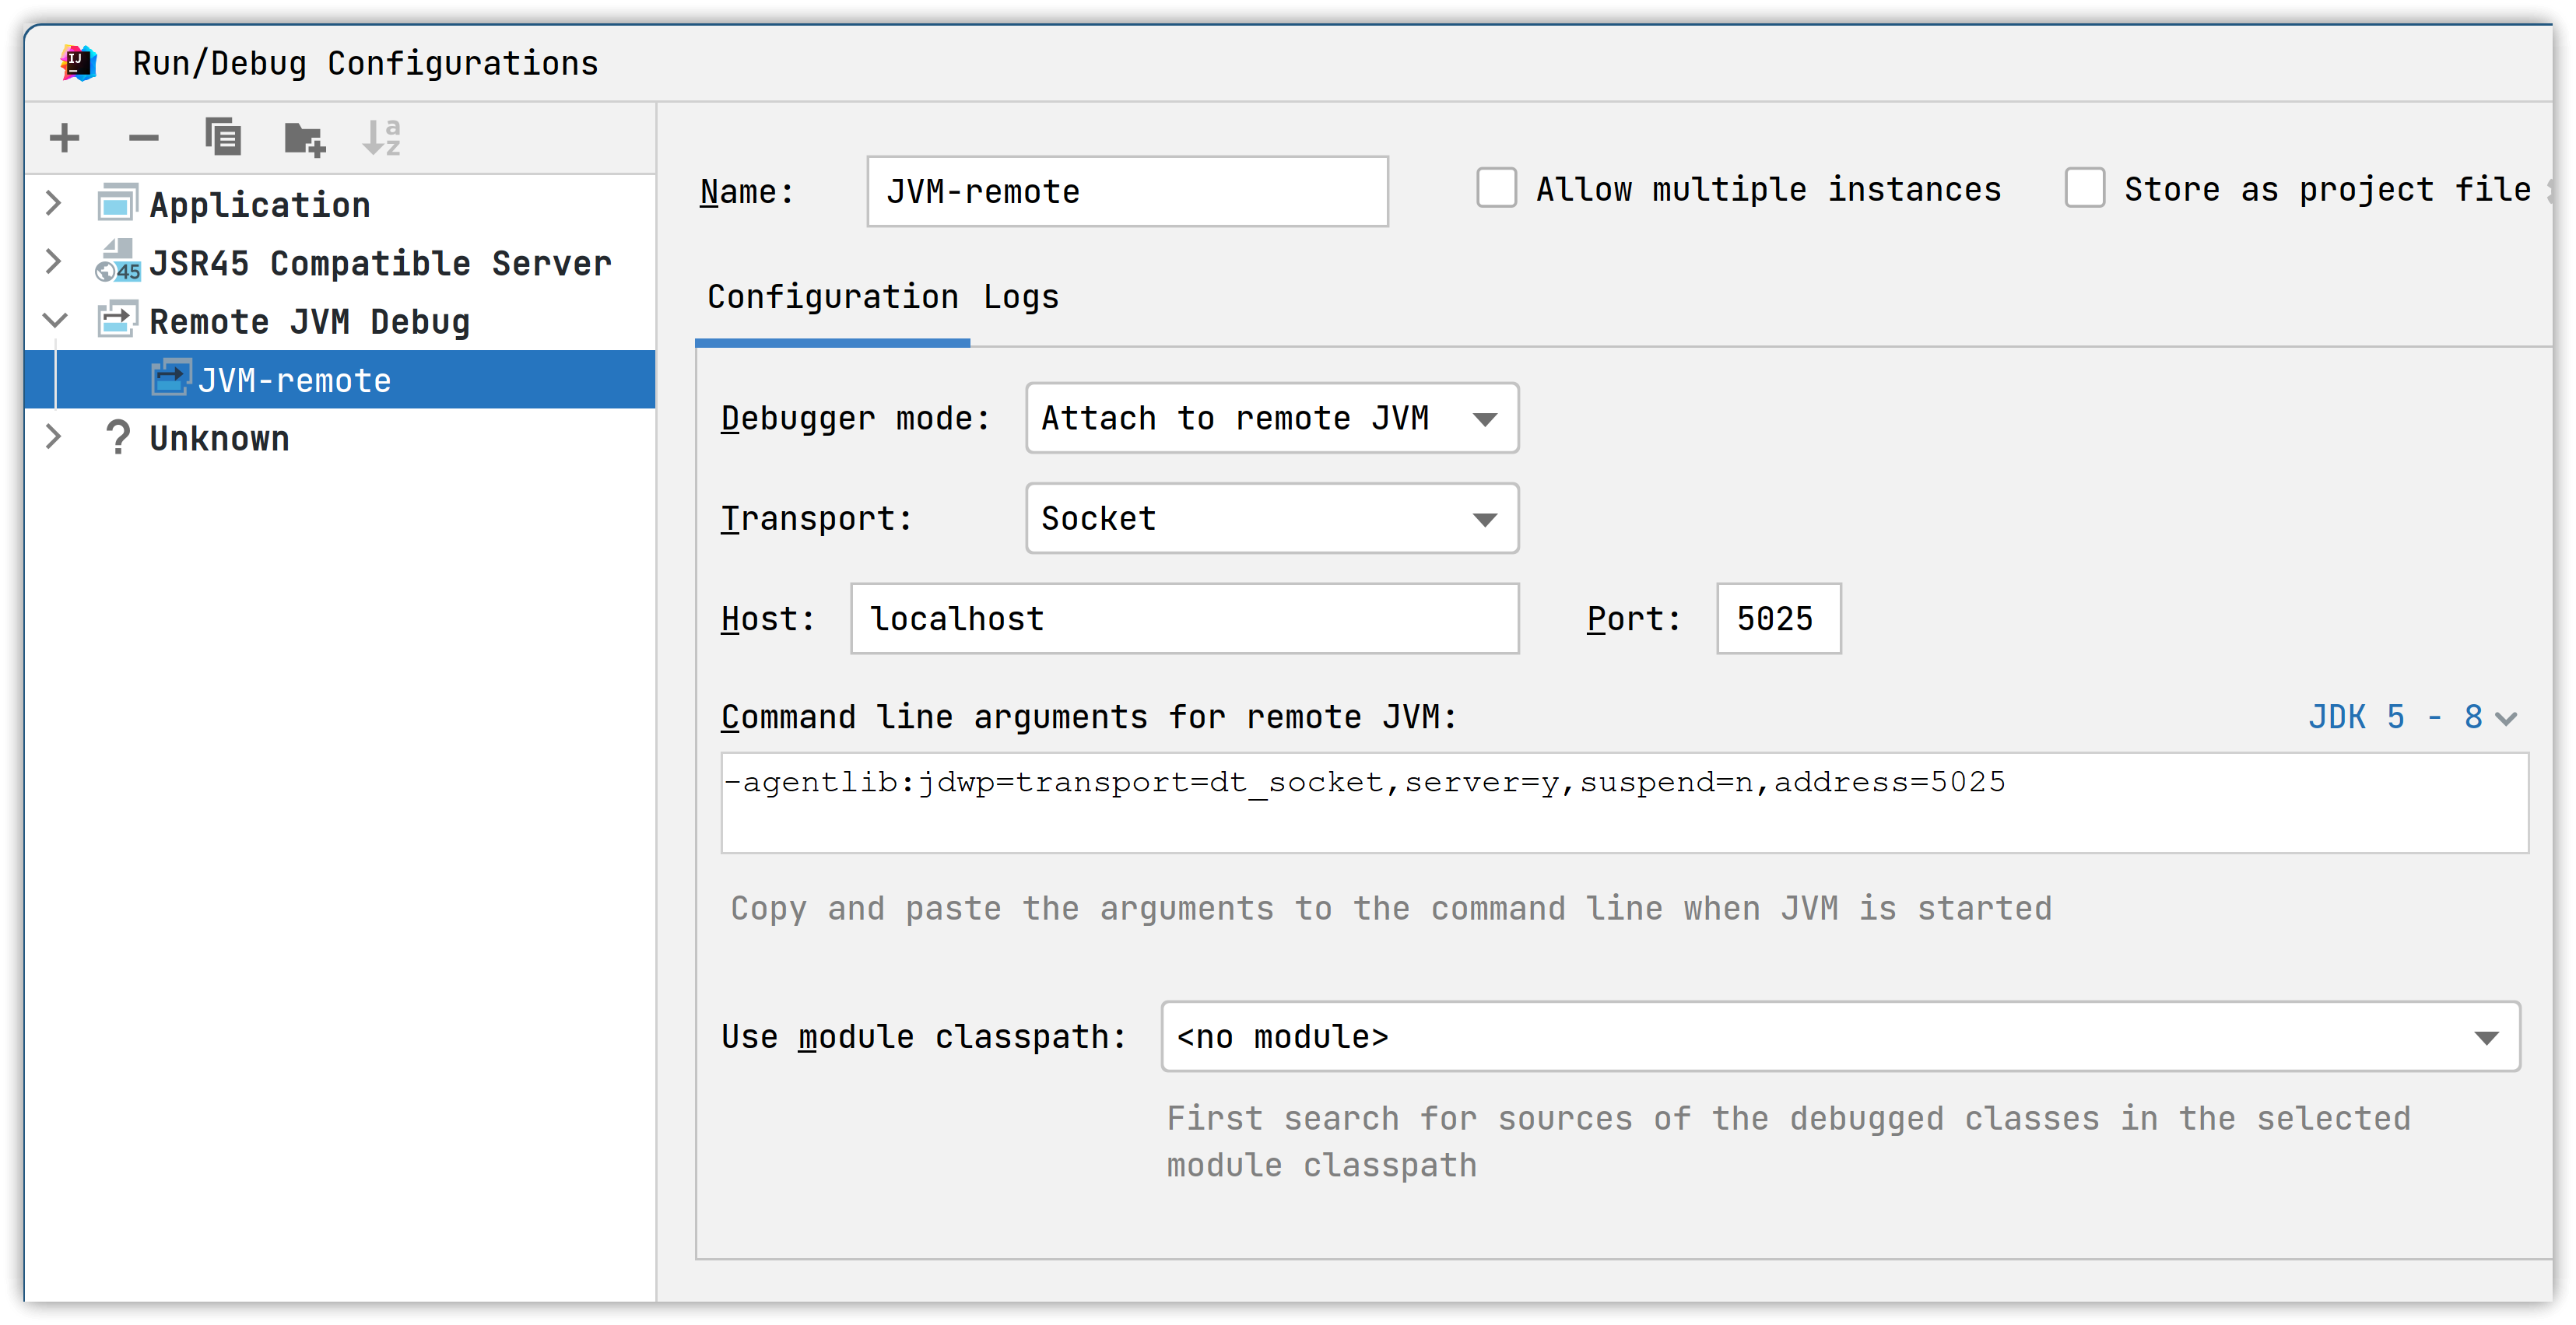 IJ
Run/Debug Configurations
a
z
Application
45
JSR45 Compatible Server
Remote JVM Debug
JVM-remote
? Unknown
Name: JVM-remote Allow multiple instances Store as project file
Configuration Logs
Debugger mode: Attach to remote JVM
Transport: Socket
Host: localhost Port: 5025
Command line arguments for remote JVM: JDK 5 - 8
-agentlib:jdwp=transport=dt_socket,server=y,suspend=n,address=5025
Copy and paste the arguments to the command line when JVM is started
Use module classpath: <no module>
First search for sources of the debugged classes in the selected
module classpath